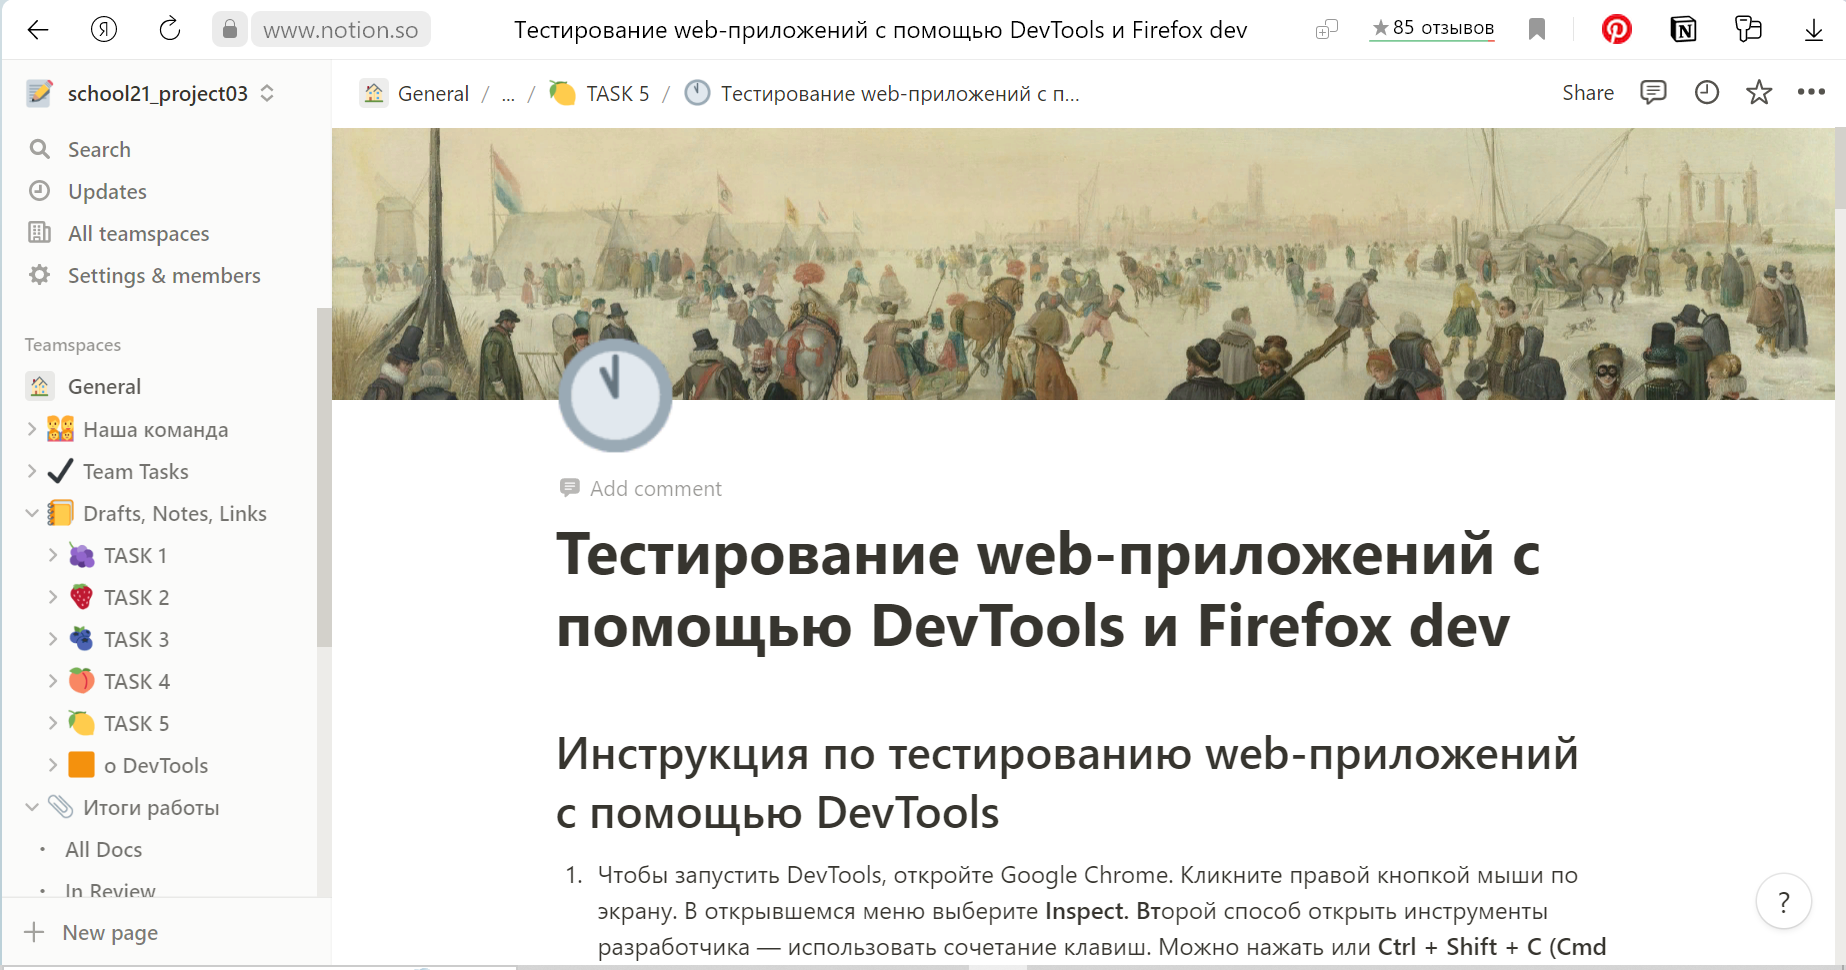 www.notion.so
Тестирование web-приложений с помощью DevTools и Firefox dev
★85 отзывов
school21_project03
General / ... / TASK 5 / Тестирование web-приложений с п...
Share
Search
Updates
All teamspaces
Settings & members
Teamspaces
General
Наша команда
Team Tasks
Drafts, Notes, Links
TASK 1
TASK 2
TASK 3
TASK 4
TASK 5
о DevTools
Итоги работы
• All Docs
• In Review
New page
Add comment
Тестирование web-приложений с
помощью DevTools и Firefox dev
Инструкция по тестированию web-приложений
с помощью DevTools
1. Чтобы запустить DevTools, откройте Google Chrome. Кликните правой кнопкой мыши по
экрану. В открывшемся меню выберите Inspect. Второй способ открыть инструменты
разработчика — использовать сочетание клавиш. Можно нажать или Ctrl + Shift + C (Cmd
?